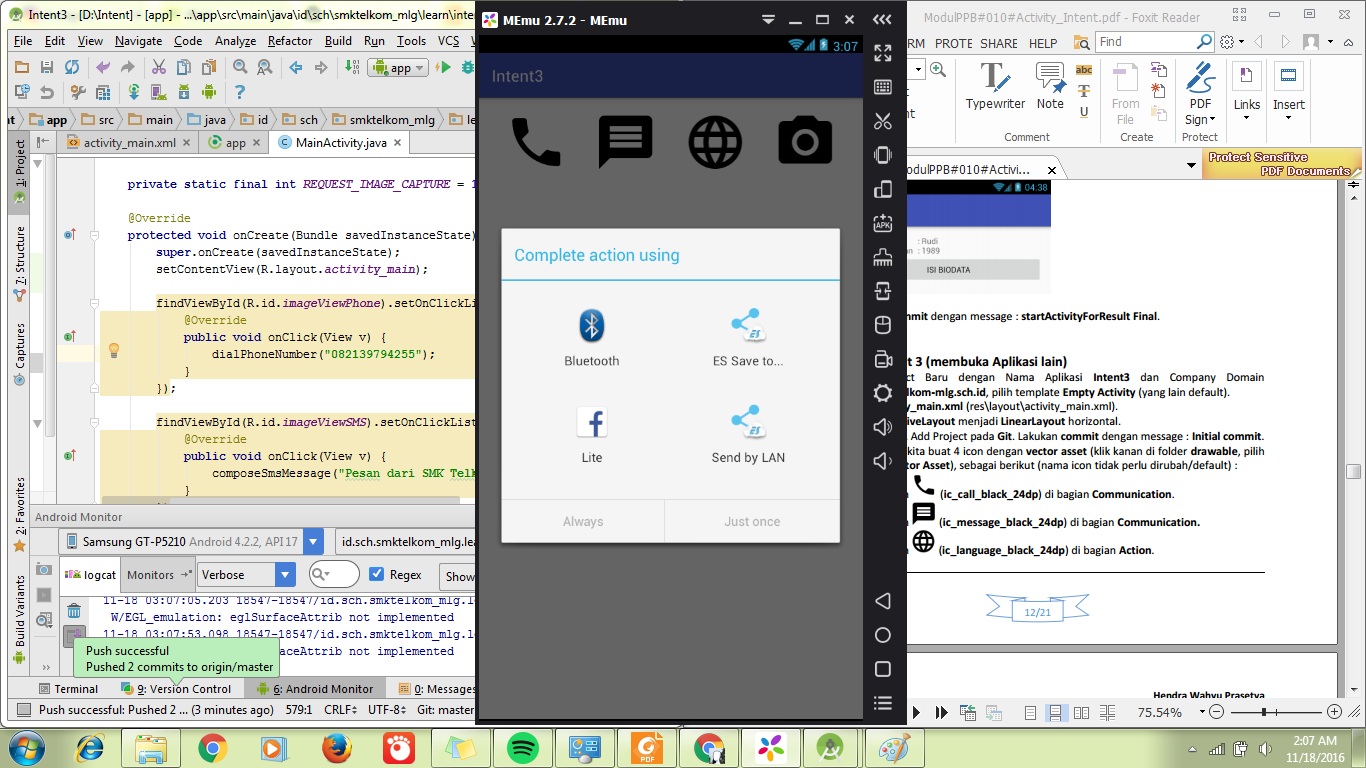 Intent3 - [D:\Intent] - [app] - ...\app\src\main\java\id\sch\smktelkom_mlg\learn\inten
File Edit View Navigate Code Analyze Refactor Build Run Tools VCS
app
app src main java id sch smktelkom_mlg
activity_main.xml app MainActivity.java
1: Project
7: Structure
Captures
2: Favorites
Build Variants
private static final int REQUEST_IMAGE_CAPTURE = 1
@Override
protected void onCreate(Bundle savedInstanceState)
super.onCreate(savedInstanceState);
setContentView(R.layout.activity_main);
findViewById(R.id.imageViewPhone).setOnClickLis
@Override
public void onClick(View v) {
dialPhoneNumber("082139794255");
}
});
findViewById(R.id.imageViewSMS).setOnClickList
@Override
public void onClick(View v) {
composeSmsMessage("Pesan dari SMK Telk
}
Android Monitor
Samsung GT-P5210 Android 4.2.2, API 17 id.sch.smktelkom_mlg.lea
logcat Monitors Verbose Regex Show
11-18 03:07:05.203 18547-18547/id.sch.smktelkom_mlg.l
W/EGL_emulation: eglSurfaceAttrib not implemented
11-18 03:07:53.098 18547-18547/id.sch.smktelkom_mlg.l
eAttrib not implemented
Push successful
Pushed 2 commits to origin/master
Terminal 9: Version Control 6: Android Monitor 0: Messages
Push successful: Pushed 2 ... (3 minutes ago) 579:1 CRLF UTF-8 Git: master
MEmu 2.7.2 - MEmu
3:07
Intent3
Complete action using
Bluetooth
ES Save to...
Lite
Send by LAN
Always
Just once
APK
ModulPPB#010#Activity_Intent.pdf - Foxit Reader
RM PROTE SHARE HELP Find
Typewriter Note From File PDF Sign Links Insert
Comment Create Protect
odulPPB#010#Activi...
Protect Sensitive
PDF Documents
04:38
: Rudi
: 1989
ISI BIODATA
mmit dengan message : startActivityForResult Final.
t 3 (membuka Aplikasi lain)
ct Baru dengan Nama Aplikasi Intent3 dan Company Domain
elkom-mlg.sch.id, pilih template Empty Activity (yang lain default).
y_main.xml (res\layout\activity_main.xml).
iveLayout menjadi LinearLayout horizontal.
. Add Project pada Git. Lakukan commit dengan message : Initial commit.
kita buat 4 icon dengan vector asset (klik kanan di folder drawable, pilih
tor Asset), sebagai berikut (nama icon tidak perlu dirubah/default) :
(ic_call_black_24dp) di bagian Communication.
(ic_message_black_24dp) di bagian Communication.
(ic_language_black_24dp) di bagian Action.
12/21
Hendra Wahyu Prasetya
75.54%
2:07 AM
11/18/2016